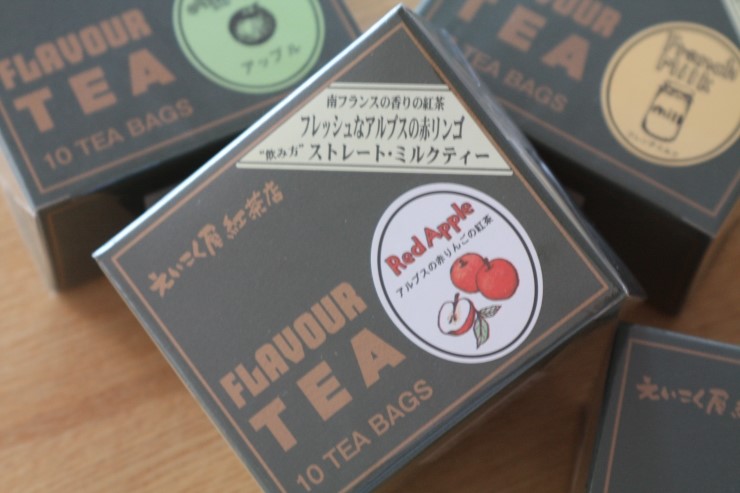 FLAVOUR
TEA
10 TEA BAGS
アップル
French
Milk
FLAVOUR
TEA BAGS
南フランスの香りの紅茶
フレッシュなアルプスの赤リンゴ
"飲み方" ストレート・ミルクティー
えいこく屋 紅茶店
Red Apple
アルプスの赤りんごの紅茶
FLAVOUR
TEA
10 TEA BAGS
えいこく屋